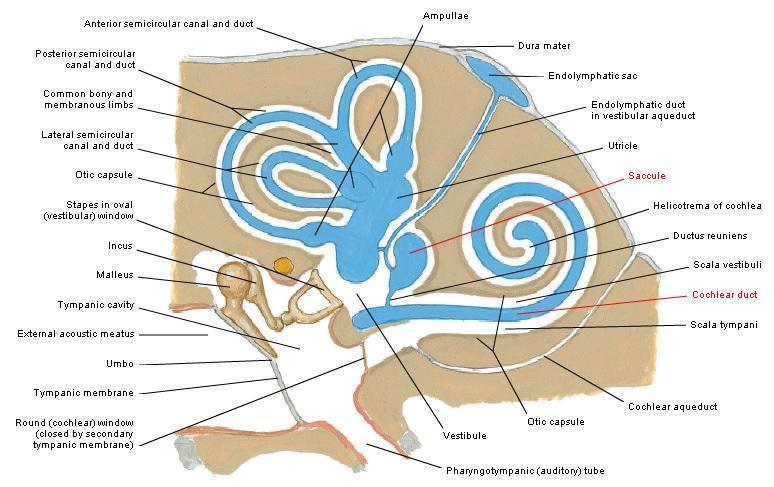 Anterior semicircular canal and duct
Posterior semicircular
canal and duct
Common bony and
membranous limbs
Lateral semicircular
canal and duct
Otic capsule
Stapes in oval
(vestibular) window
Incus
Malleus
Tympanic cavity
External acoustic meatus
Umbo
Tympanic membrane
Round (cochlear) window
(closed by secondary
tympanic membrane)
Ampullae
Dura mater
Endolymphatic sac
Endolymphatic duct
in vestibular aqueduct
Utricle
Saccule
Helicotrema of cochlea
Ductus reuniens
Scala vestibuli
Cochlear duct
Scala tympani
Cochlear aqueduct
Otic capsule
Vestibule
Pharyngotympanic (auditory) tube